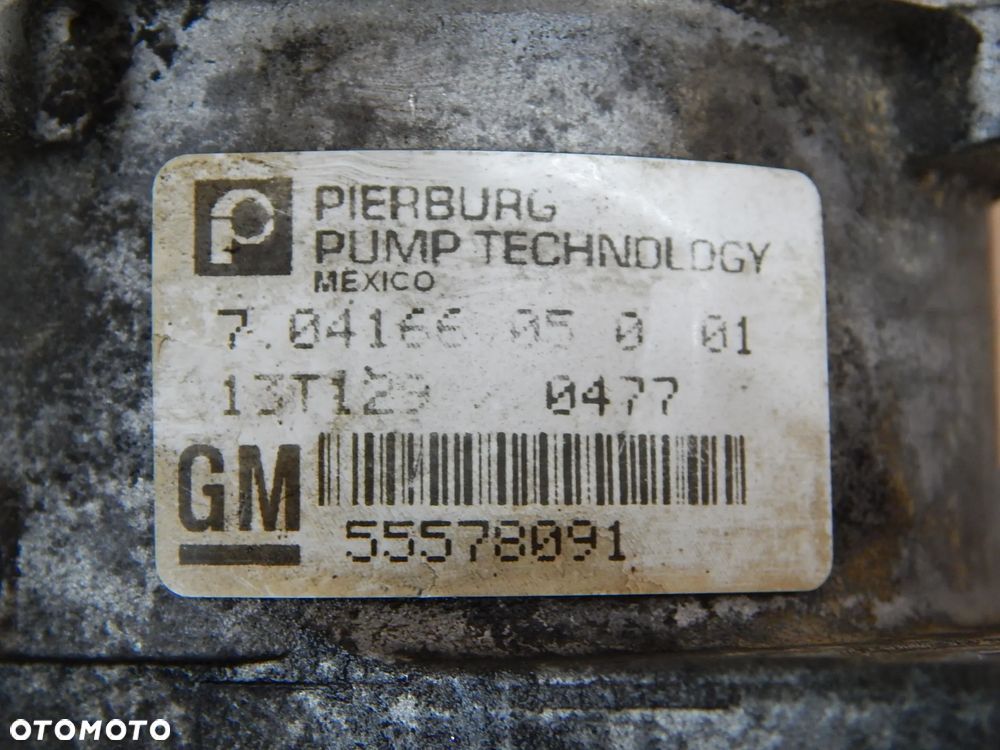 PIERBURG
PUMP TECHNOLOGY
MEXICO
7.04166 05 0 01
13T129 / 0477
GM
55578091
OTOMOTO